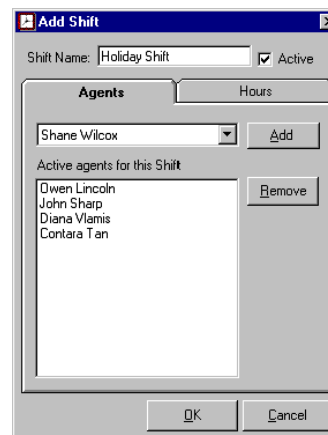 Add Shift
Shift Name: Holiday Shift Active
Agents Hours
Shane Wilcox Add
Active agents for this Shift
Owen Lincoln
John Sharp
Diana Vlamis
Contara Tan
Remove
OK Cancel